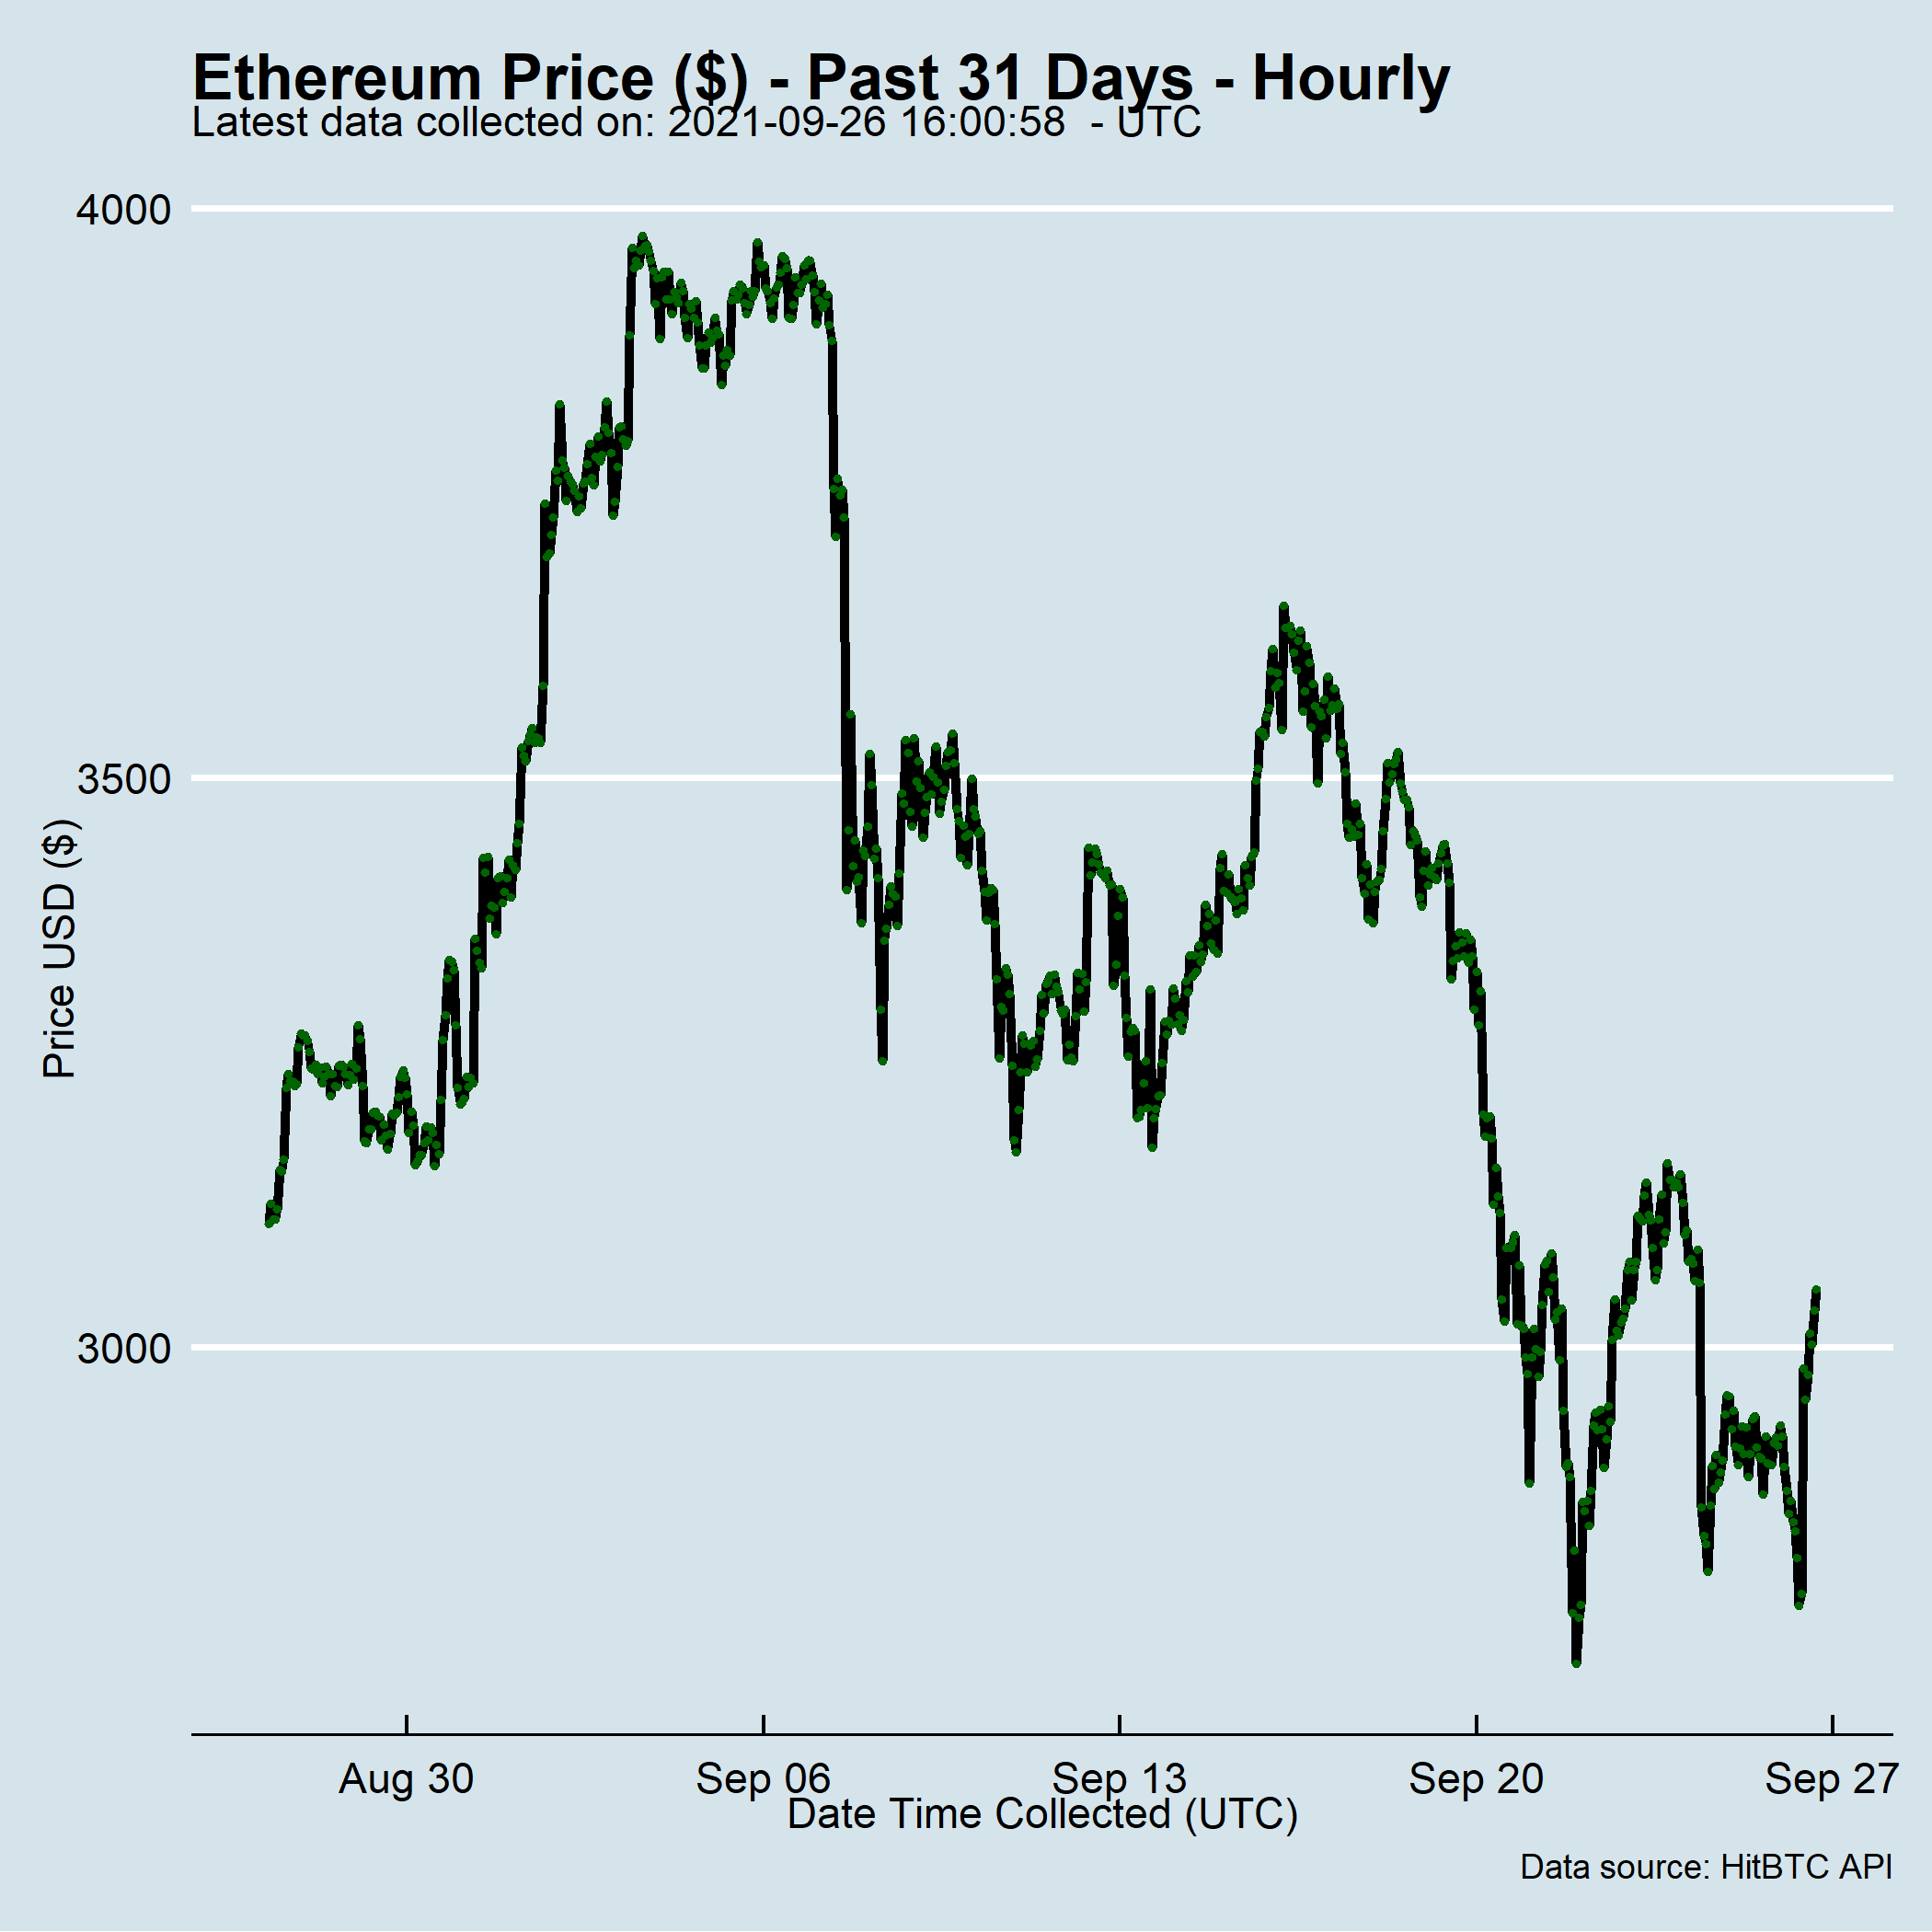 Ethereum Price ($) - Past 31 Days - Hourly
Latest data collected on: 2021-09-26 16:00:58  - UTC
4000
3500
3000
Price USD ($)
Aug 30
Sep 06
Sep 13
Sep 20
Sep 27
Date Time Collected (UTC)
Data source: HitBTC API